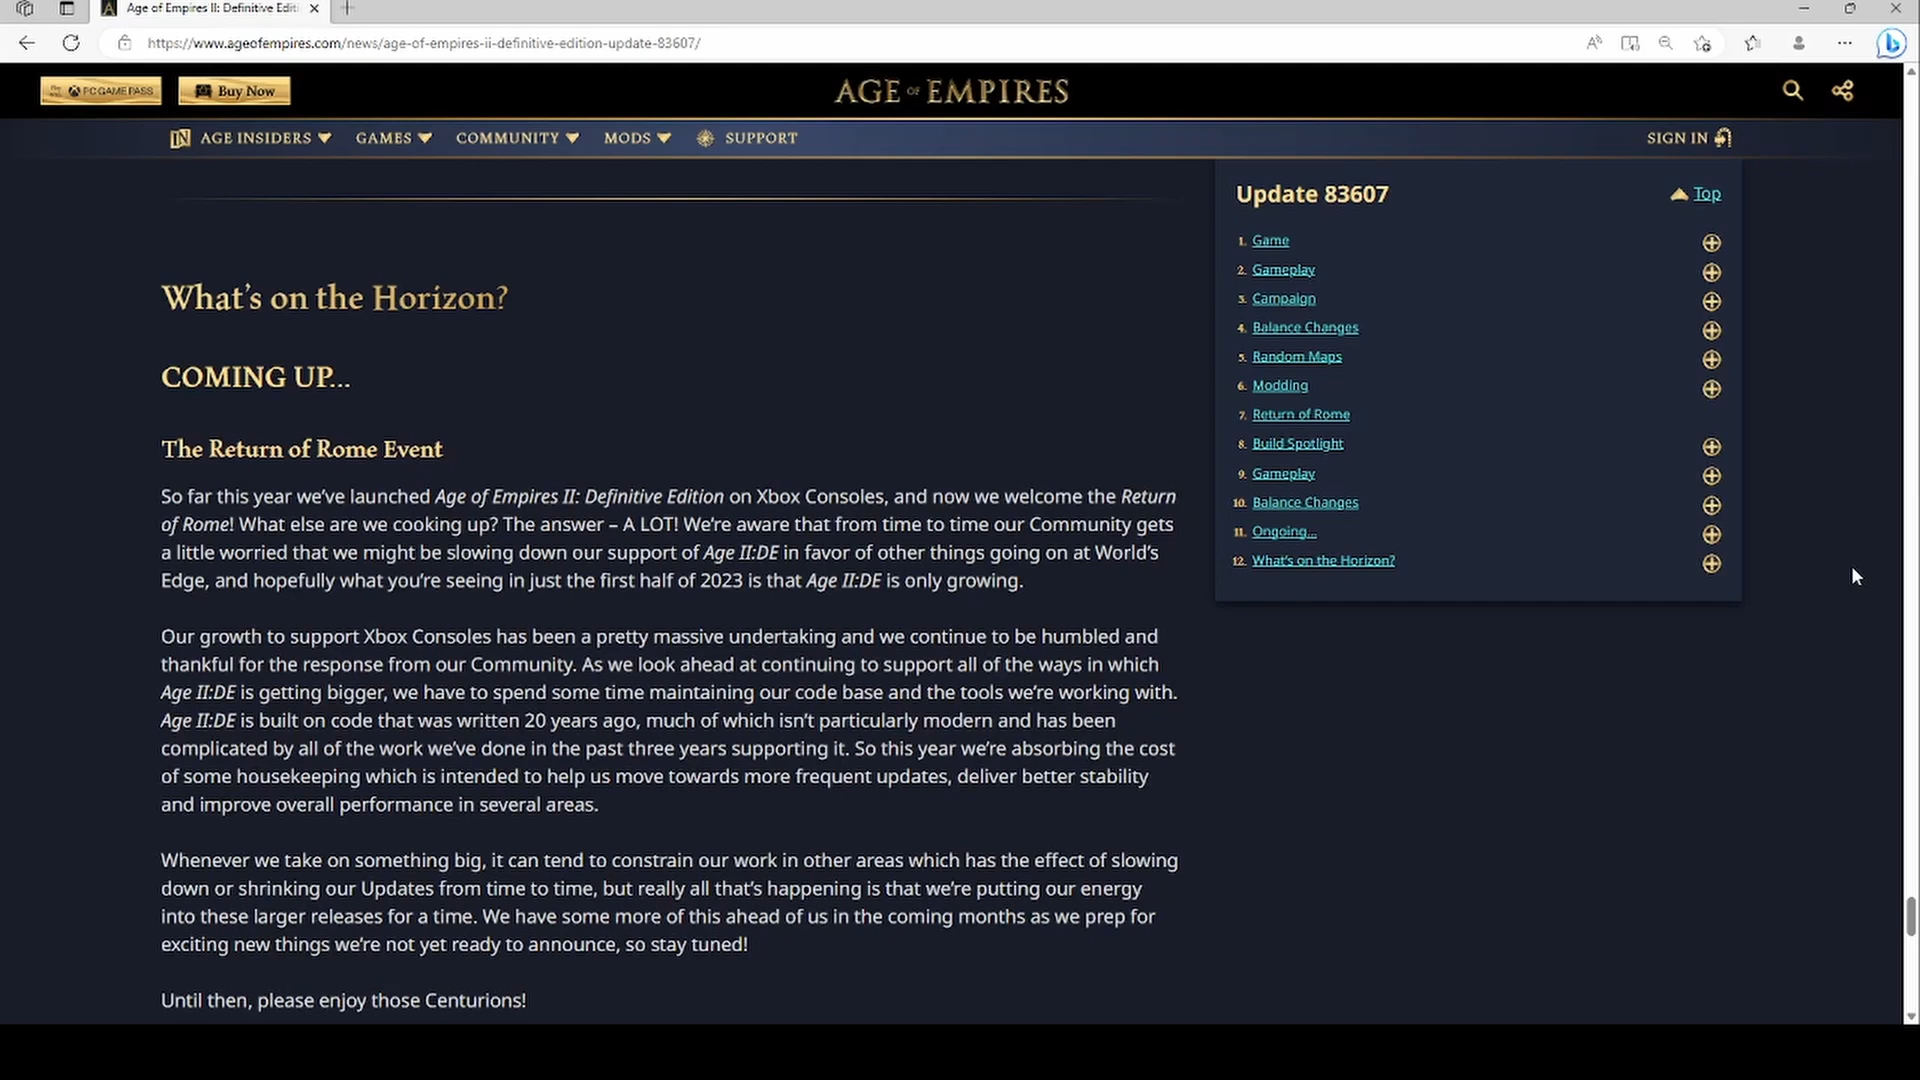 Age of Empires II: Definitive Editi
https://www.ageofempires.com/news/age-of-empires-ii-definitive-edition-update-83607/
PC GAME PASS
Buy Now
AGE OF EMPIRES
AGE INSIDERS
GAMES
COMMUNITY
MODS
SUPPORT
SIGN IN
What's on the Horizon?
COMING UP...
The Return of Rome Event
So far this year we've launched Age of Empires II: Definitive Edition on Xbox Consoles, and now we welcome the Return
of Rome! What else are we cooking up? The answer – A LOT! We're aware that from time to time our Community gets
a little worried that we might be slowing down our support of Age II:DE in favor of other things going on at World's
Edge, and hopefully what you're seeing in just the first half of 2023 is that Age II:DE is only growing.
Our growth to support Xbox Consoles has been a pretty massive undertaking and we continue to be humbled and
thankful for the response from our Community. As we look ahead at continuing to support all of the ways in which
Age II:DE is getting bigger, we have to spend some time maintaining our code base and the tools we're working with.
Age II:DE is built on code that was written 20 years ago, much of which isn't particularly modern and has been
complicated by all of the work we've done in the past three years supporting it. So this year we're absorbing the cost
of some housekeeping which is intended to help us move towards more frequent updates, deliver better stability
and improve overall performance in several areas.
Whenever we take on something big, it can tend to constrain our work in other areas which has the effect of slowing
down or shrinking our Updates from time to time, but really all that's happening is that we're putting our energy
into these larger releases for a time. We have some more of this ahead of us in the coming months as we prep for
exciting new things we're not yet ready to announce, so stay tuned!
Until then, please enjoy those Centurions!
Update 83607
Top
1. Game
2. Gameplay
3. Campaign
4. Balance Changes
5. Random Maps
6. Modding
7. Return of Rome
8. Build Spotlight
9. Gameplay
10. Balance Changes
11. Ongoing...
12. What's on the Horizon?